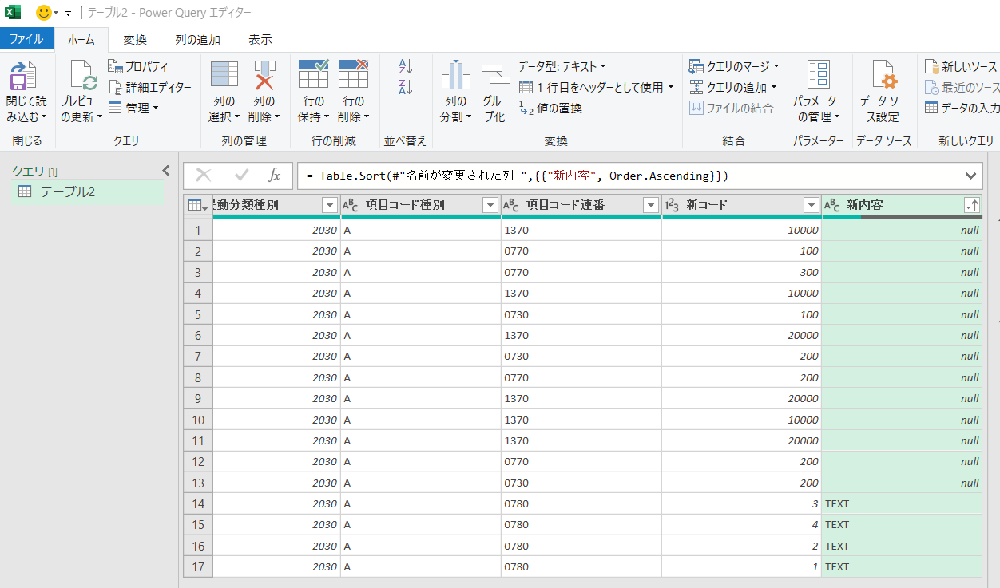 テーブル2 - Power Query エディター
ファイル ホーム 変換 列の追加 表示
閉じて読み込む
閉じる
プレビューの更新
プロパティ
詳細エディター
管理
クエリ
列の選択
列の削除
列の管理
行の保持
行の削除
行の削減
並べ替え
列の分割
グループ化
データ型: テキスト
1 行目をヘッダーとして使用
値の置換
変換
クエリのマージ
クエリの追加
ファイルの結合
結合
パラメーターの管理
パラメーター
データ ソース設定
データ ソース
新しいソース
最近のソース
データの入力
新しいクエリ
クエリ [1]
テーブル2
fx = Table.Sort(#"名前が変更された列 ",{{"新内容", Order.Ascending}})
動分類種別 ABC 項目コード種別 ABC 項目コード連番 123 新コード ABC 新内容
1 2030 A 1370 10000 null
2 2030 A 0770 100 null
3 2030 A 0770 300 null
4 2030 A 1370 10000 null
5 2030 A 0730 100 null
6 2030 A 1370 20000 null
7 2030 A 0730 200 null
8 2030 A 0770 200 null
9 2030 A 1370 20000 null
10 2030 A 1370 10000 null
11 2030 A 1370 20000 null
12 2030 A 0770 200 null
13 2030 A 0730 200 null
14 2030 A 0780 3 TEXT
15 2030 A 0780 4 TEXT
16 2030 A 0780 2 TEXT
17 2030 A 0780 1 TEXT